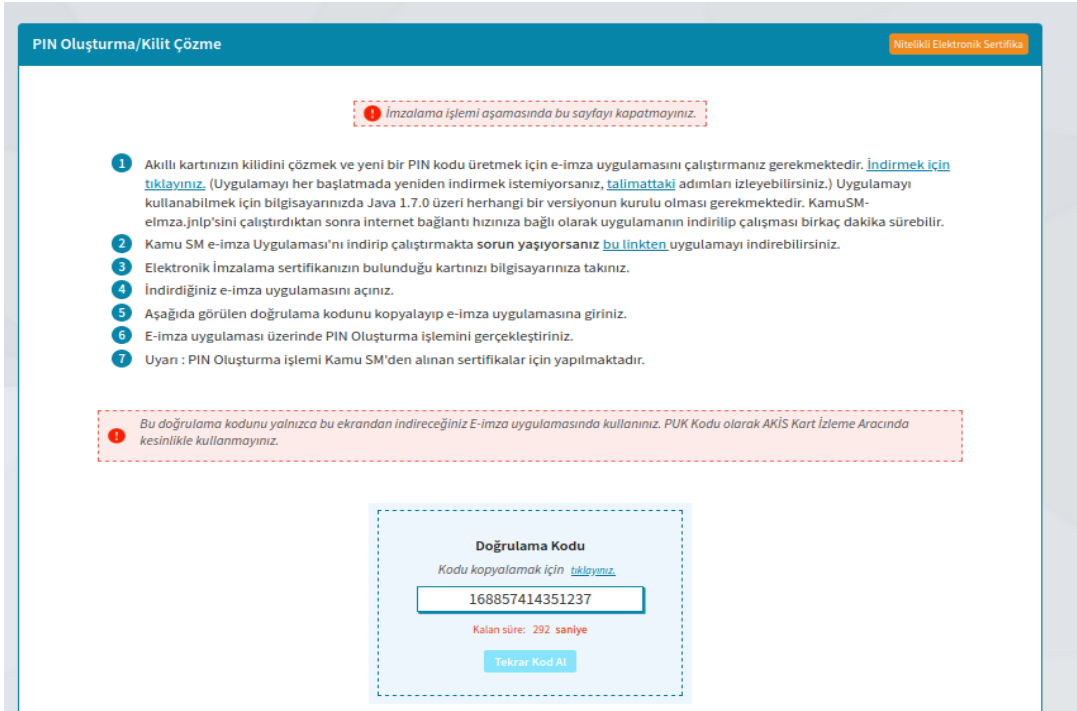 PIN Oluşturma/Kilit Çözme
Nitelikli Elektronik Sertifika
İmzalama işlemi aşamasında bu sayfayı kapatmayınız.
1 Akıllı kartınızın kilidini çözmek ve yeni bir PIN kodu üretmek için e-imza uygulamasını çalıştırmanız gerekmektedir. İndirmek için
tıklayınız. (Uygulamayı her başlatmada yeniden indirmek istemiyorsanız, talimattaki adımları izleyebilirsiniz.) Uygulamayı
kullanabilmek için bilgisayarınızda Java 1.7.0 üzeri herhangi bir versiyonun kurulu olması gerekmektedir. KamuSM-
eImza.jnlp'sini çalıştırdıktan sonra internet bağlantı hızınıza bağlı olarak uygulamanın indirilip çalışması birkaç dakika sürebilir.
2 Kamu SM e-imza Uygulaması'nı indirip çalıştırmakta sorun yaşıyorsanız bu linkten uygulamayı indirebilirsiniz.
3 Elektronik İmzalama sertifikanızın bulunduğu kartınızı bilgisayarınıza takınız.
4 İndirdiğiniz e-imza uygulamasını açınız.
5 Aşağıda görülen doğrulama kodunu kopyalayıp e-imza uygulamasına giriniz.
6 E-imza uygulaması üzerinde PIN Oluşturma işlemini gerçekleştiriniz.
7 Uyarı : PIN Oluşturma işlemi Kamu SM'den alınan sertifikalar için yapılmaktadır.
Bu doğrulama kodunu yalnızca bu ekrandan indireceğiniz E-imza uygulamasında kullanınız. PUK Kodu olarak AKİS Kart İzleme Aracında
kesinlikle kullanmayınız.
Doğrulama Kodu
Kodu kopyalamak için tıklayınız.
168857414351237
Kalan süre: 292 saniye
Tekrar Kod Al